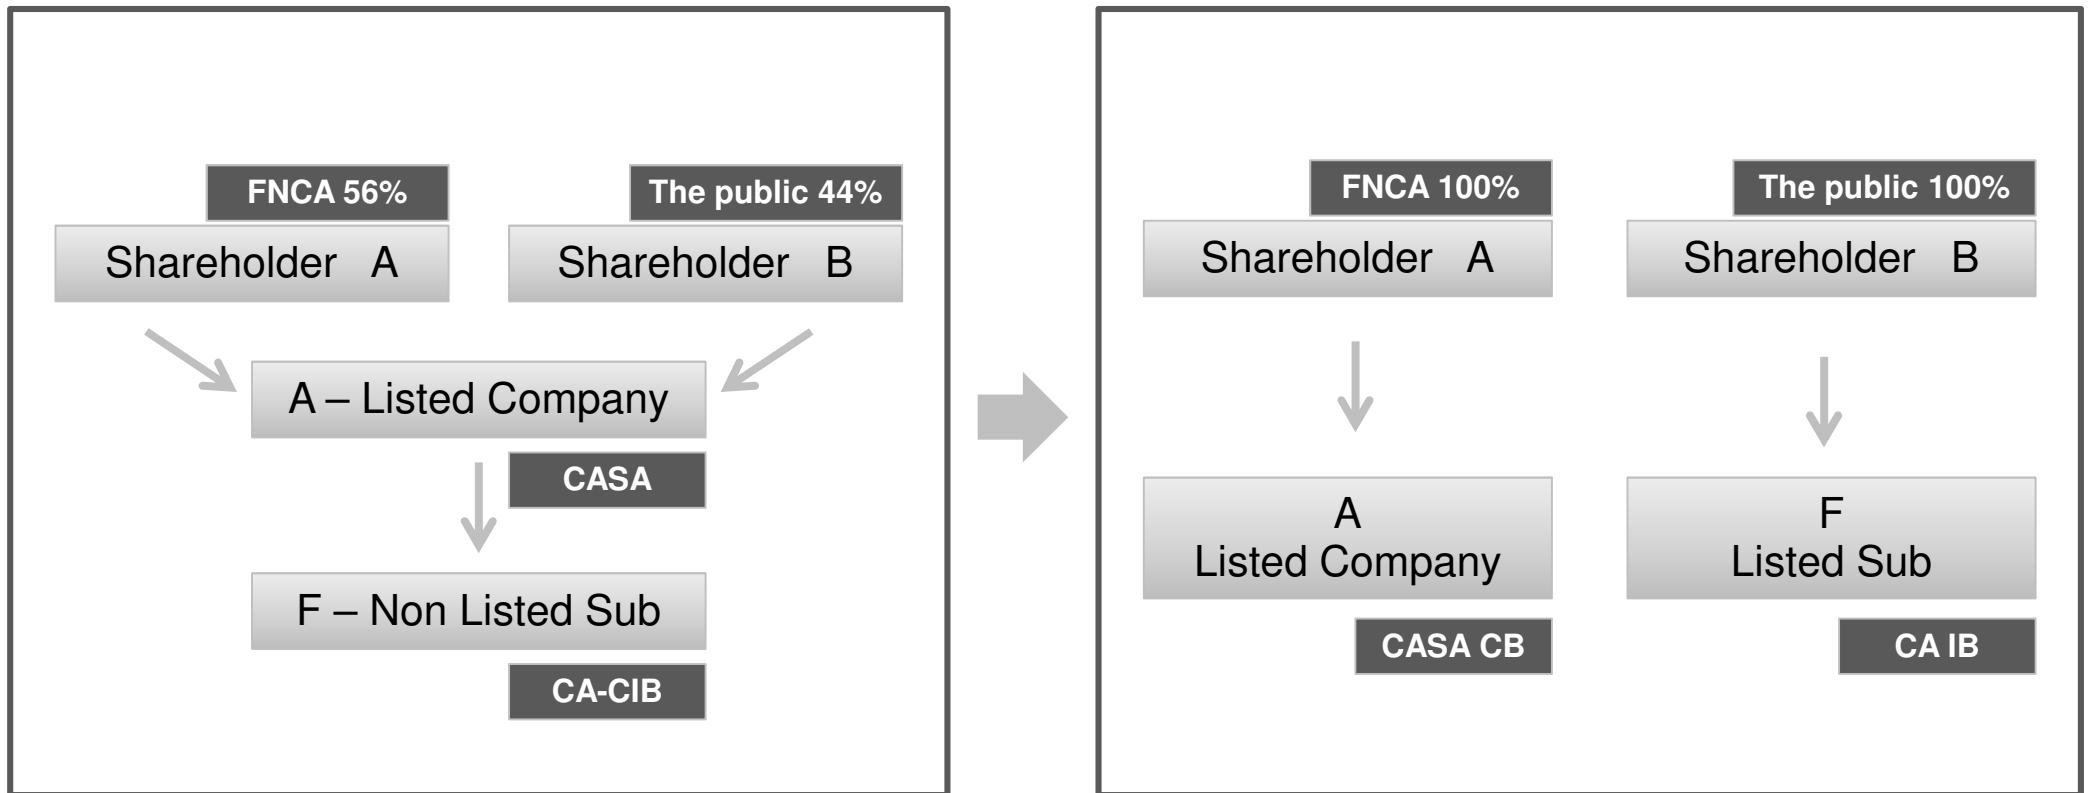 FNCA 56%
The public 44%
Shareholder A
Shareholder B
A – Listed Company
CASA
F – Non Listed Sub
CA-CIB
FNCA 100%
The public 100%
Shareholder A
Shareholder B
A
Listed Company
CASA CB
F
Listed Sub
CA IB